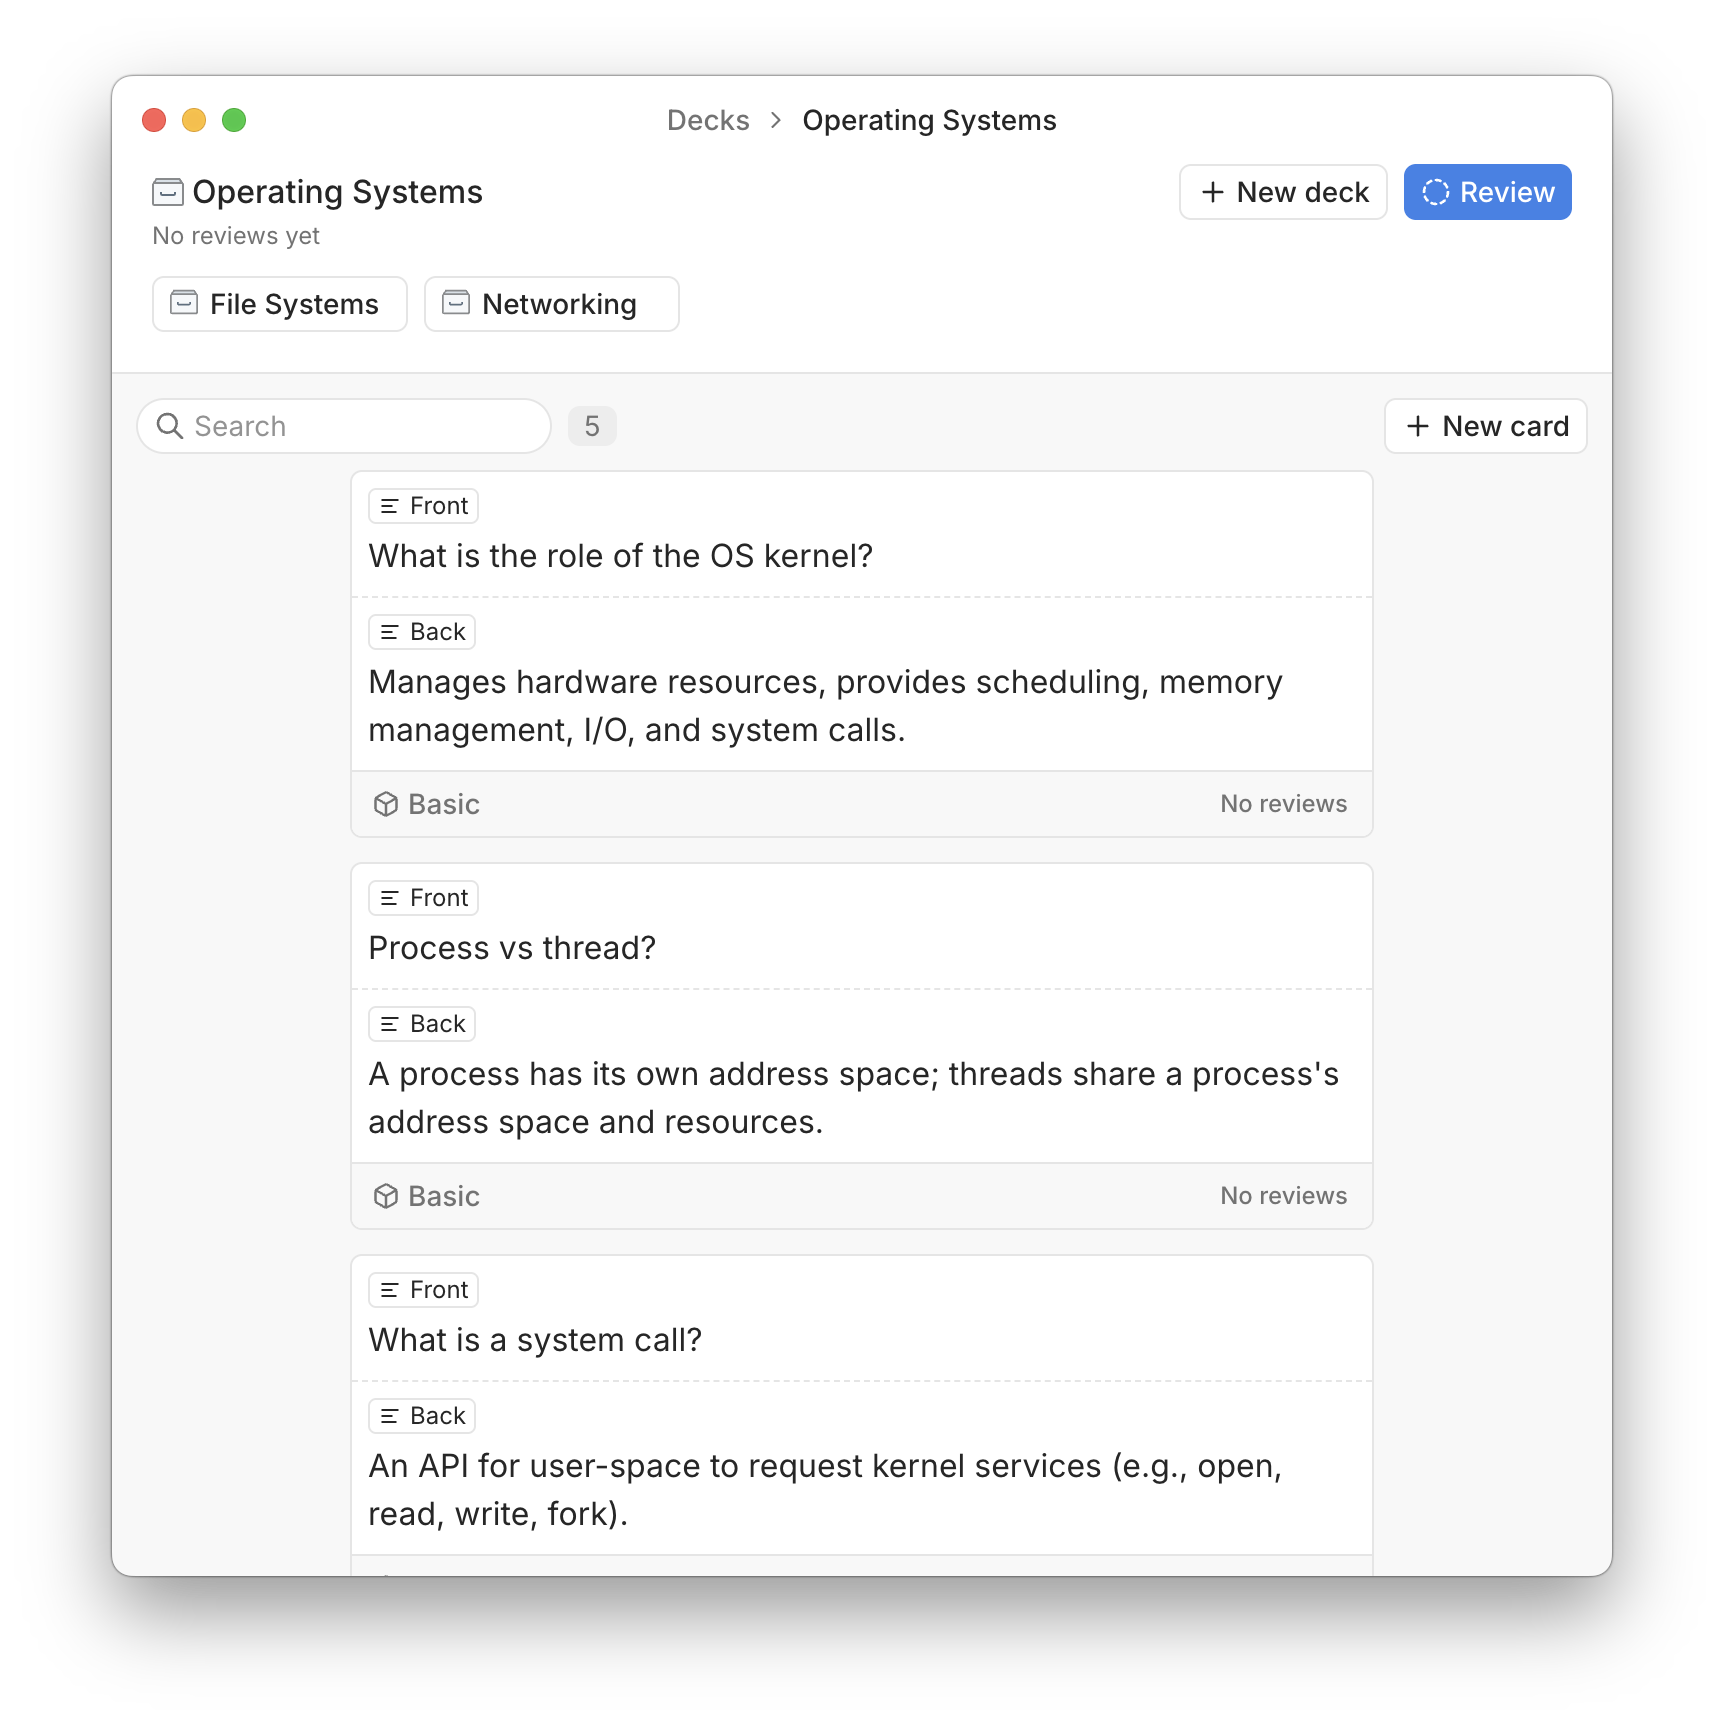 Decks > Operating Systems
Operating Systems
No reviews yet
New deck
Review
File Systems
Networking
Search
5
New card
Front
What is the role of the OS kernel?
Back
Manages hardware resources, provides scheduling, memory
management, I/O, and system calls.
Basic
No reviews
Front
Process vs thread?
Back
A process has its own address space; threads share a process's
address space and resources.
Basic
No reviews
Front
What is a system call?
Back
An API for user-space to request kernel services (e.g., open,
read, write, fork).